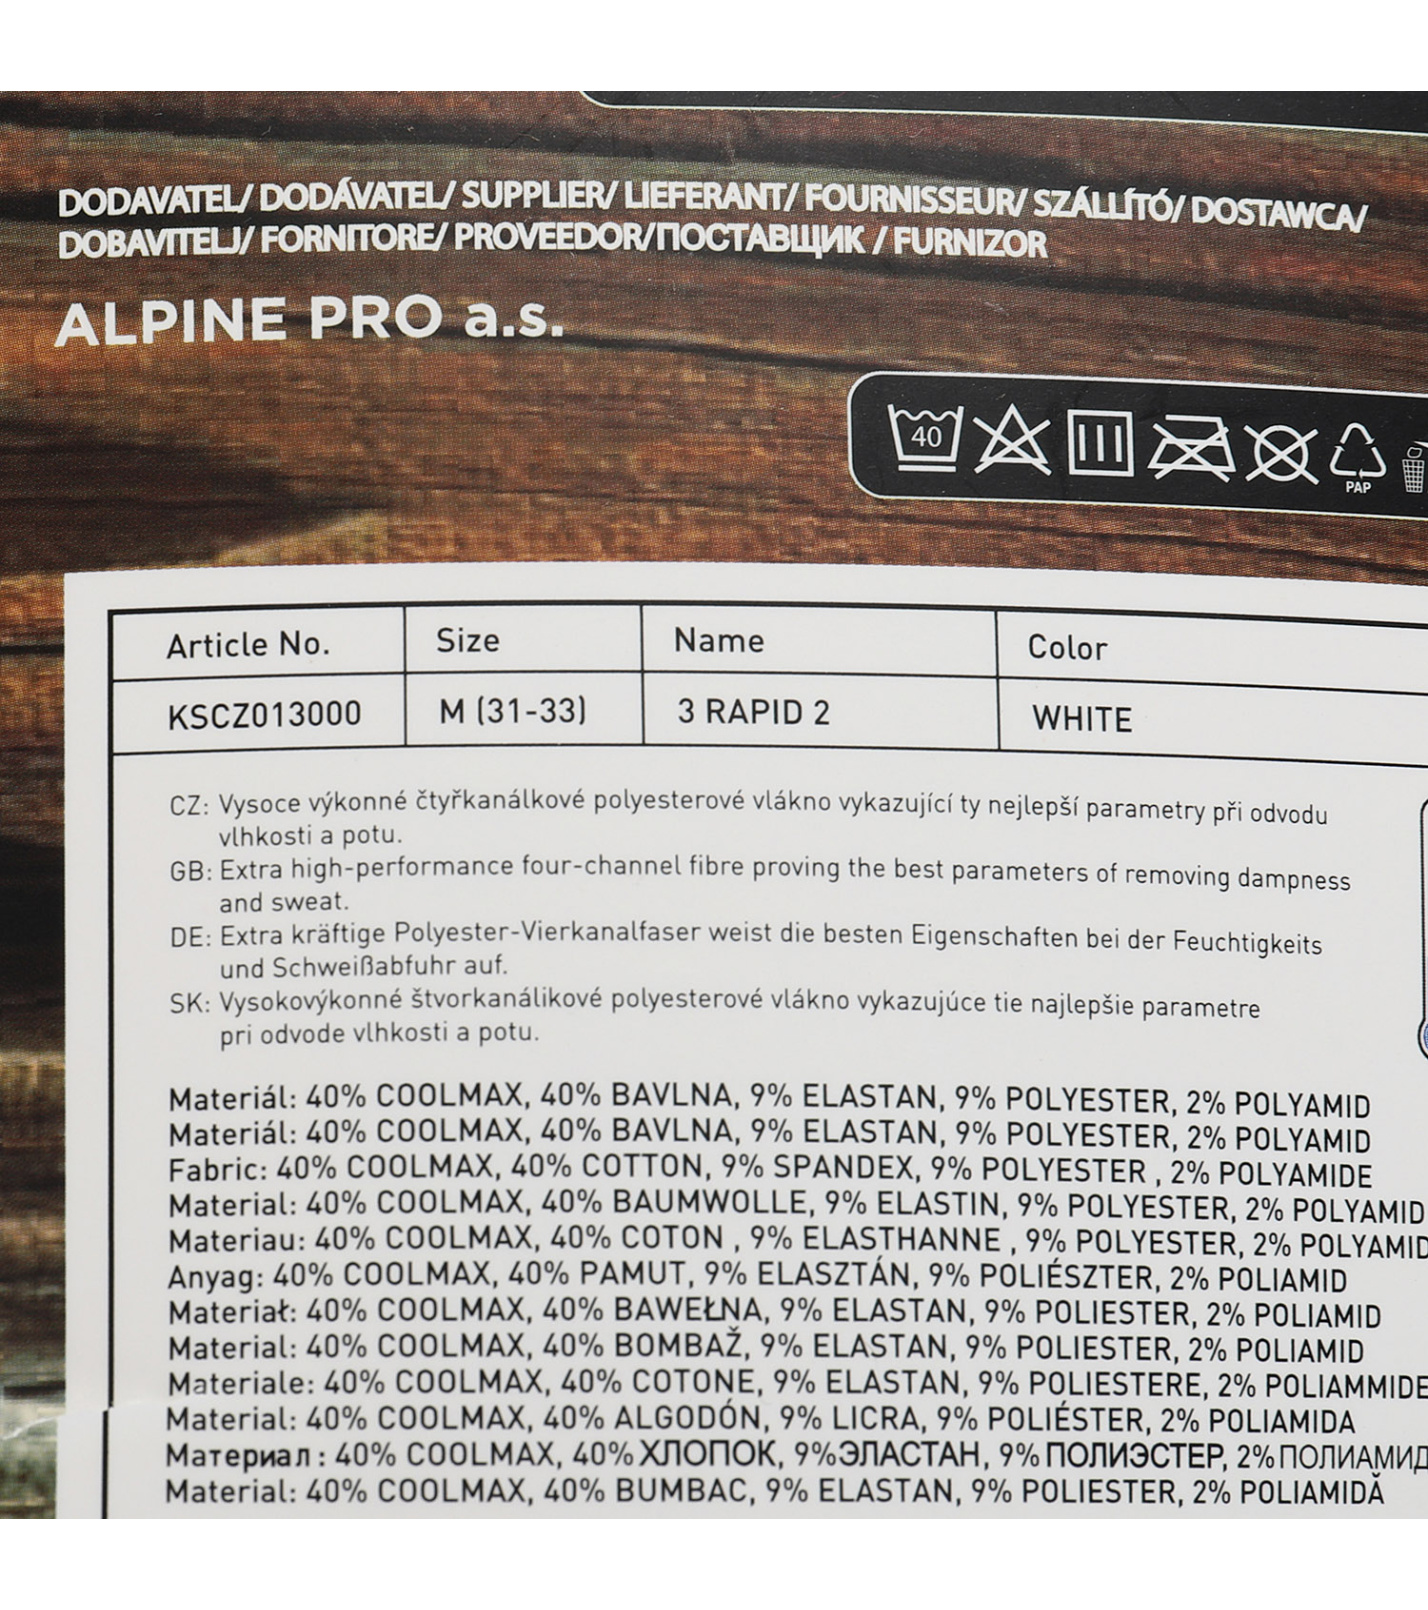 DODAVATEL/ DODÁVATEL/ SUPPLIER/ LIEFERANT/ FOURNISSEUR/ SZÁLLÍTÓ/ DOSTAWCA/
DOBAVITELJ/ FORNITORE/ PROVEEDOR/ПОСТАВЩИК / FURNIZOR
ALPINE PRO a.s.
40
PAP
Article No. Size Name Color
KSCZ013000 M (31-33) 3 RAPID 2 WHITE
CZ: Vysoce výkonné čtyřkanálkové polyesterové vlákno vykazující ty nejlepší parametry při odvodu
vlhkosti a potu.
GB: Extra high-performance four-channel fibre proving the best parameters of removing dampness
and sweat.
DE: Extra kräftige Polyester-Vierkanalfaser weist die besten Eigenschaften bei der Feuchtigkeits
und Schweißabfuhr auf.
SK: Vysokovýkonné štvorkanálikové polyesterové vlákno vykazujúce tie najlepšie parametre
pri odvode vlhkosti a potu.
Materiál: 40% COOLMAX, 40% BAVLNA, 9% ELASTAN, 9% POLYESTER, 2% POLYAMID
Materiál: 40% COOLMAX, 40% BAVLNA, 9% ELASTAN, 9% POLYESTER, 2% POLYAMID
Fabric: 40% COOLMAX, 40% COTTON, 9% SPANDEX, 9% POLYESTER , 2% POLYAMIDE
Material: 40% COOLMAX, 40% BAUMWOLLE, 9% ELASTIN, 9% POLYESTER, 2% POLYAMID
Materiau: 40% COOLMAX, 40% COTON , 9% ELASTHANNE , 9% POLYESTER, 2% POLYAMID
Anyag: 40% COOLMAX, 40% PAMUT, 9% ELASZTÁN, 9% POLIÉSZTER, 2% POLIAMID
Materiał: 40% COOLMAX, 40% BAWEŁNA, 9% ELASTAN, 9% POLIESTER, 2% POLIAMID
Material: 40% COOLMAX, 40% BOMBAŽ, 9% ELASTAN, 9% POLIESTER, 2% POLIAMID
Materiale: 40% COOLMAX, 40% COTONE, 9% ELASTAN, 9% POLIESTERE, 2% POLIAMMIDE
Material: 40% COOLMAX, 40% ALGODÓN, 9% LICRA, 9% POLIÉSTER, 2% POLIAMIDA
Материал : 40% COOLMAX, 40% ХЛОПОК, 9%ЭЛАСТАН, 9% ПОЛИЭСТЕР, 2% ПОЛИАМИД
Material: 40% COOLMAX, 40% BUMBAC, 9% ELASTAN, 9% POLIESTER, 2% POLIAMIDĂ